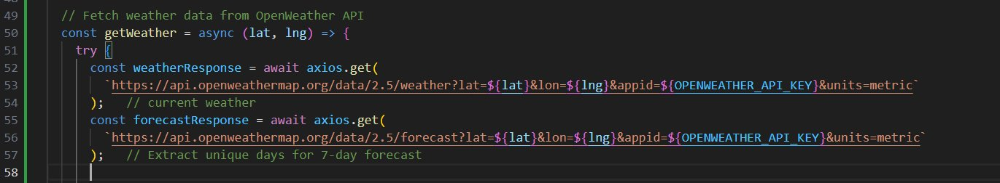 49 // Fetch weather data from OpenWeather API
50 const getWeather = async (lat, lng) => {
51 try {
52 const weatherResponse = await axios.get(
53 `https://api.openweathermap.org/data/2.5/weather?lat=${lat}&lon=${lng}&appid=${OPENWEATHER_API_KEY}&units=metric`
54 ); // current weather
55 const forecastResponse = await axios.get(
56 `https://api.openweathermap.org/data/2.5/forecast?lat=${lat}&lon=${lng}&appid=${OPENWEATHER_API_KEY}&units=metric`
57 ); // Extract unique days for 7-day forecast
58